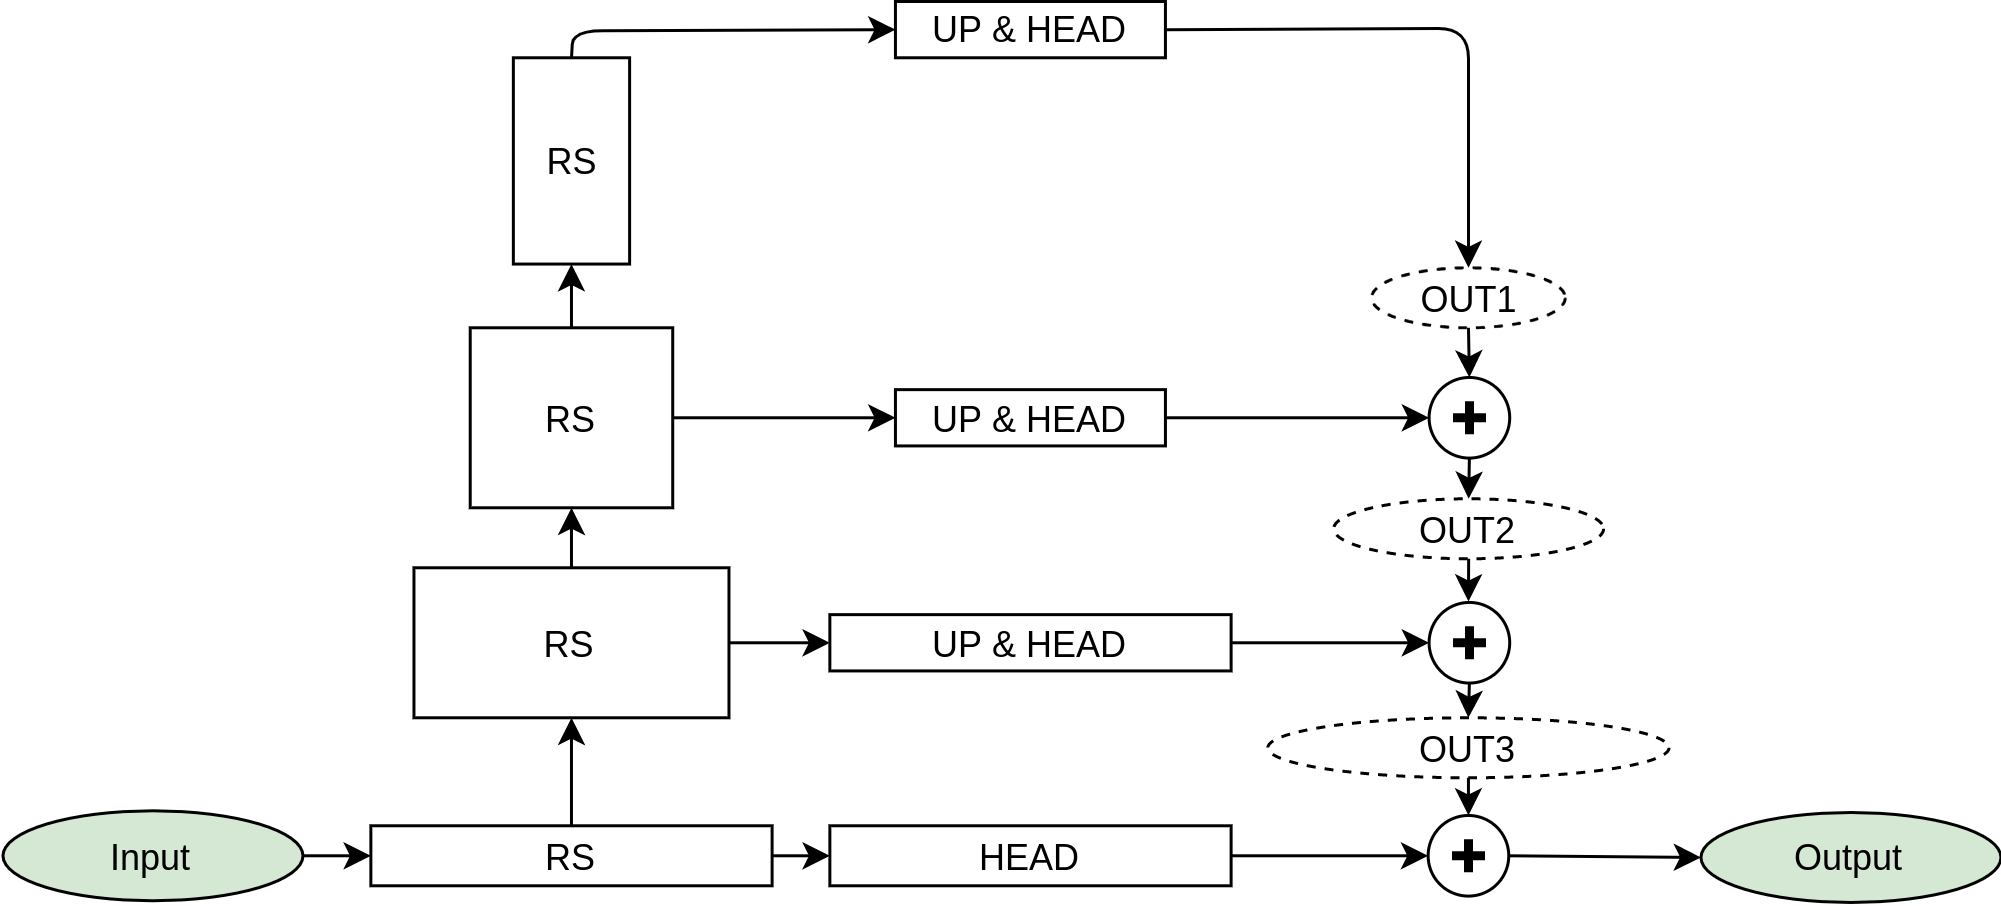 UP & HEAD
RS
OUT1
RS
UP & HEAD
OUT2
RS
UP & HEAD
OUT3
Input
RS
HEAD
Output